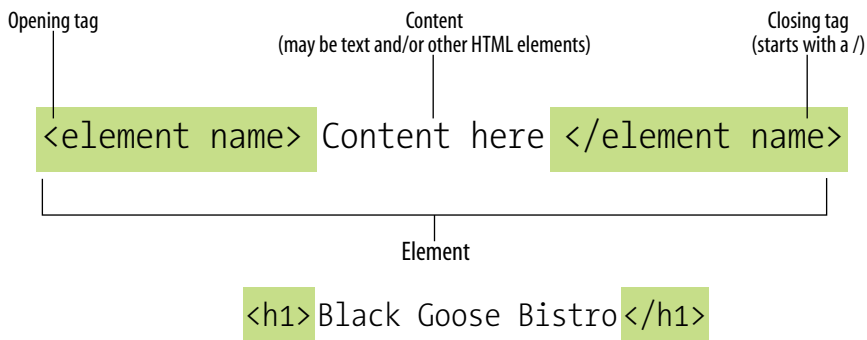 Opening tag
Content
(may be text and/or other HTML elements)
Closing tag
(starts with a /)
<element name> Content here </element name>
Element
<h1>Black Goose Bistro</h1>